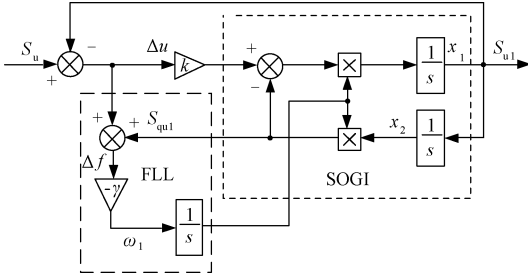 S_u
+
−
Δu
k
+
−
×
1/s
x_1
S_u1
+
+
S_qu1
×
x_2
1/s
Δf
FLL
SOGI
-γ
ω_1
1/s